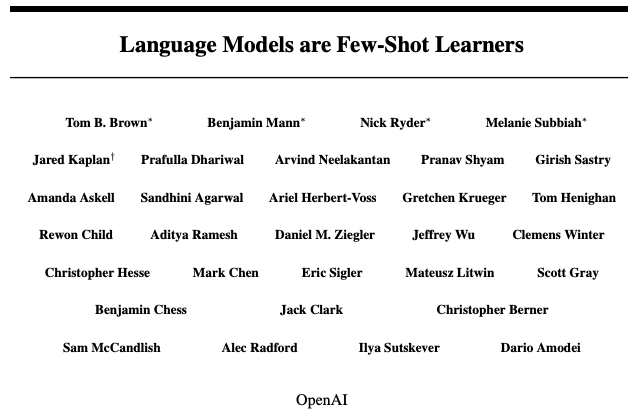 Language Models are Few-Shot Learners
Tom B. Brown* Benjamin Mann* Nick Ryder* Melanie Subbiah*
Jared Kaplan† Prafulla Dhariwal Arvind Neelakantan Pranav Shyam Girish Sastry
Amanda Askell Sandhini Agarwal Ariel Herbert-Voss Gretchen Krueger Tom Henighan
Rewon Child Aditya Ramesh Daniel M. Ziegler Jeffrey Wu Clemens Winter
Christopher Hesse Mark Chen Eric Sigler Mateusz Litwin Scott Gray
Benjamin Chess Jack Clark Christopher Berner
Sam McCandlish Alec Radford Ilya Sutskever Dario Amodei
OpenAI